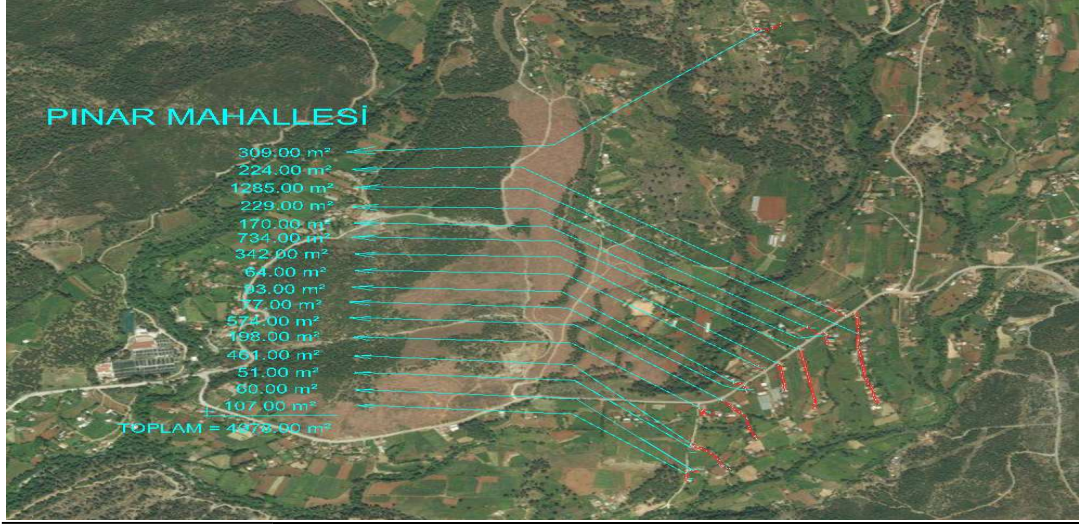 PINAR MAHALLESİ
309.00 m²
224.00 m²
1285.00 m²
229.00 m²
170.00 m²
734.00 m²
342.00 m²
64.00 m²
93.00 m²
77.00 m²
574.00 m²
198.00 m²
461.00 m²
51.00 m²
60.00 m²
107.00 m²
TOPLAM = 4978.00 m²